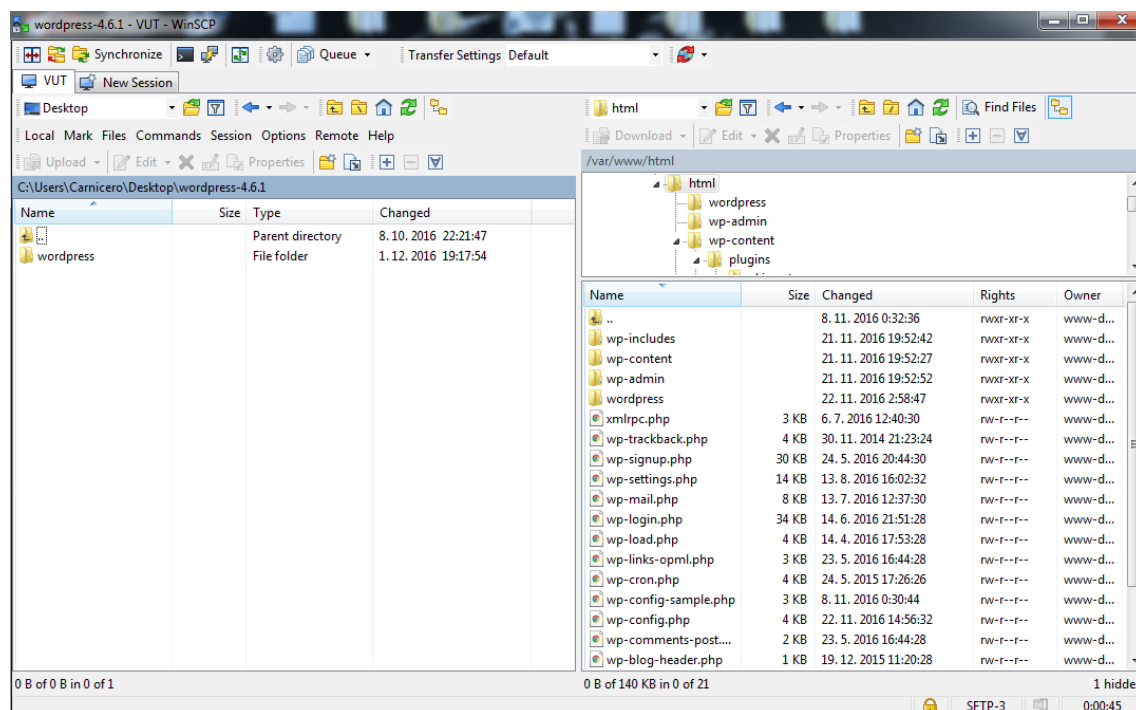 wordpress-4.6.1 - VUT - WinSCP
Synchronize Queue Transfer Settings Default
VUT New Session
Desktop
Local Mark Files Commands Session Options Remote Help
Upload Edit Properties
C:\Users\Carnicero\Desktop\wordpress-4.6.1
Name Size Type Changed
.. Parent directory 8. 10. 2016 22:21:47
wordpress File folder 1. 12. 2016 19:17:54
0 B of 0 B in 0 of 1
html Find Files
Download Edit Properties
/var/www/html
html
wordpress
wp-admin
wp-content
plugins
Name Size Changed Rights Owner
.. 8. 11. 2016 0:32:36 rwxr-xr-x www-d...
wp-includes 21. 11. 2016 19:52:42 rwxr-xr-x www-d...
wp-content 21. 11. 2016 19:52:27 rwxr-xr-x www-d...
wp-admin 21. 11. 2016 19:52:52 rwxr-xr-x www-d...
wordpress 22. 11. 2016 2:58:47 rwxr-xr-x www-d...
xmlrpc.php 3 KB 6. 7. 2016 12:40:30 rw-r--r-- www-d...
wp-trackback.php 4 KB 30. 11. 2014 21:23:24 rw-r--r-- www-d...
wp-signup.php 30 KB 24. 5. 2016 20:44:30 rw-r--r-- www-d...
wp-settings.php 14 KB 13. 8. 2016 16:02:32 rw-r--r-- www-d...
wp-mail.php 8 KB 13. 7. 2016 12:37:30 rw-r--r-- www-d...
wp-login.php 34 KB 14. 6. 2016 21:51:28 rw-r--r-- www-d...
wp-load.php 4 KB 14. 4. 2016 17:53:28 rw-r--r-- www-d...
wp-links-opml.php 3 KB 23. 5. 2016 16:44:28 rw-r--r-- www-d...
wp-cron.php 4 KB 24. 5. 2015 17:26:26 rw-r--r-- www-d...
wp-config-sample.php 3 KB 8. 11. 2016 0:30:44 rw-r--r-- www-d...
wp-config.php 4 KB 22. 11. 2016 14:56:32 rw-r--r-- www-d...
wp-comments-post.... 2 KB 23. 5. 2016 16:44:28 rw-r--r-- www-d...
wp-blog-header.php 1 KB 19. 12. 2015 11:20:28 rw-r--r-- www-d...
0 B of 140 KB in 0 of 21 1 hidde
SFTP-3 0:00:45